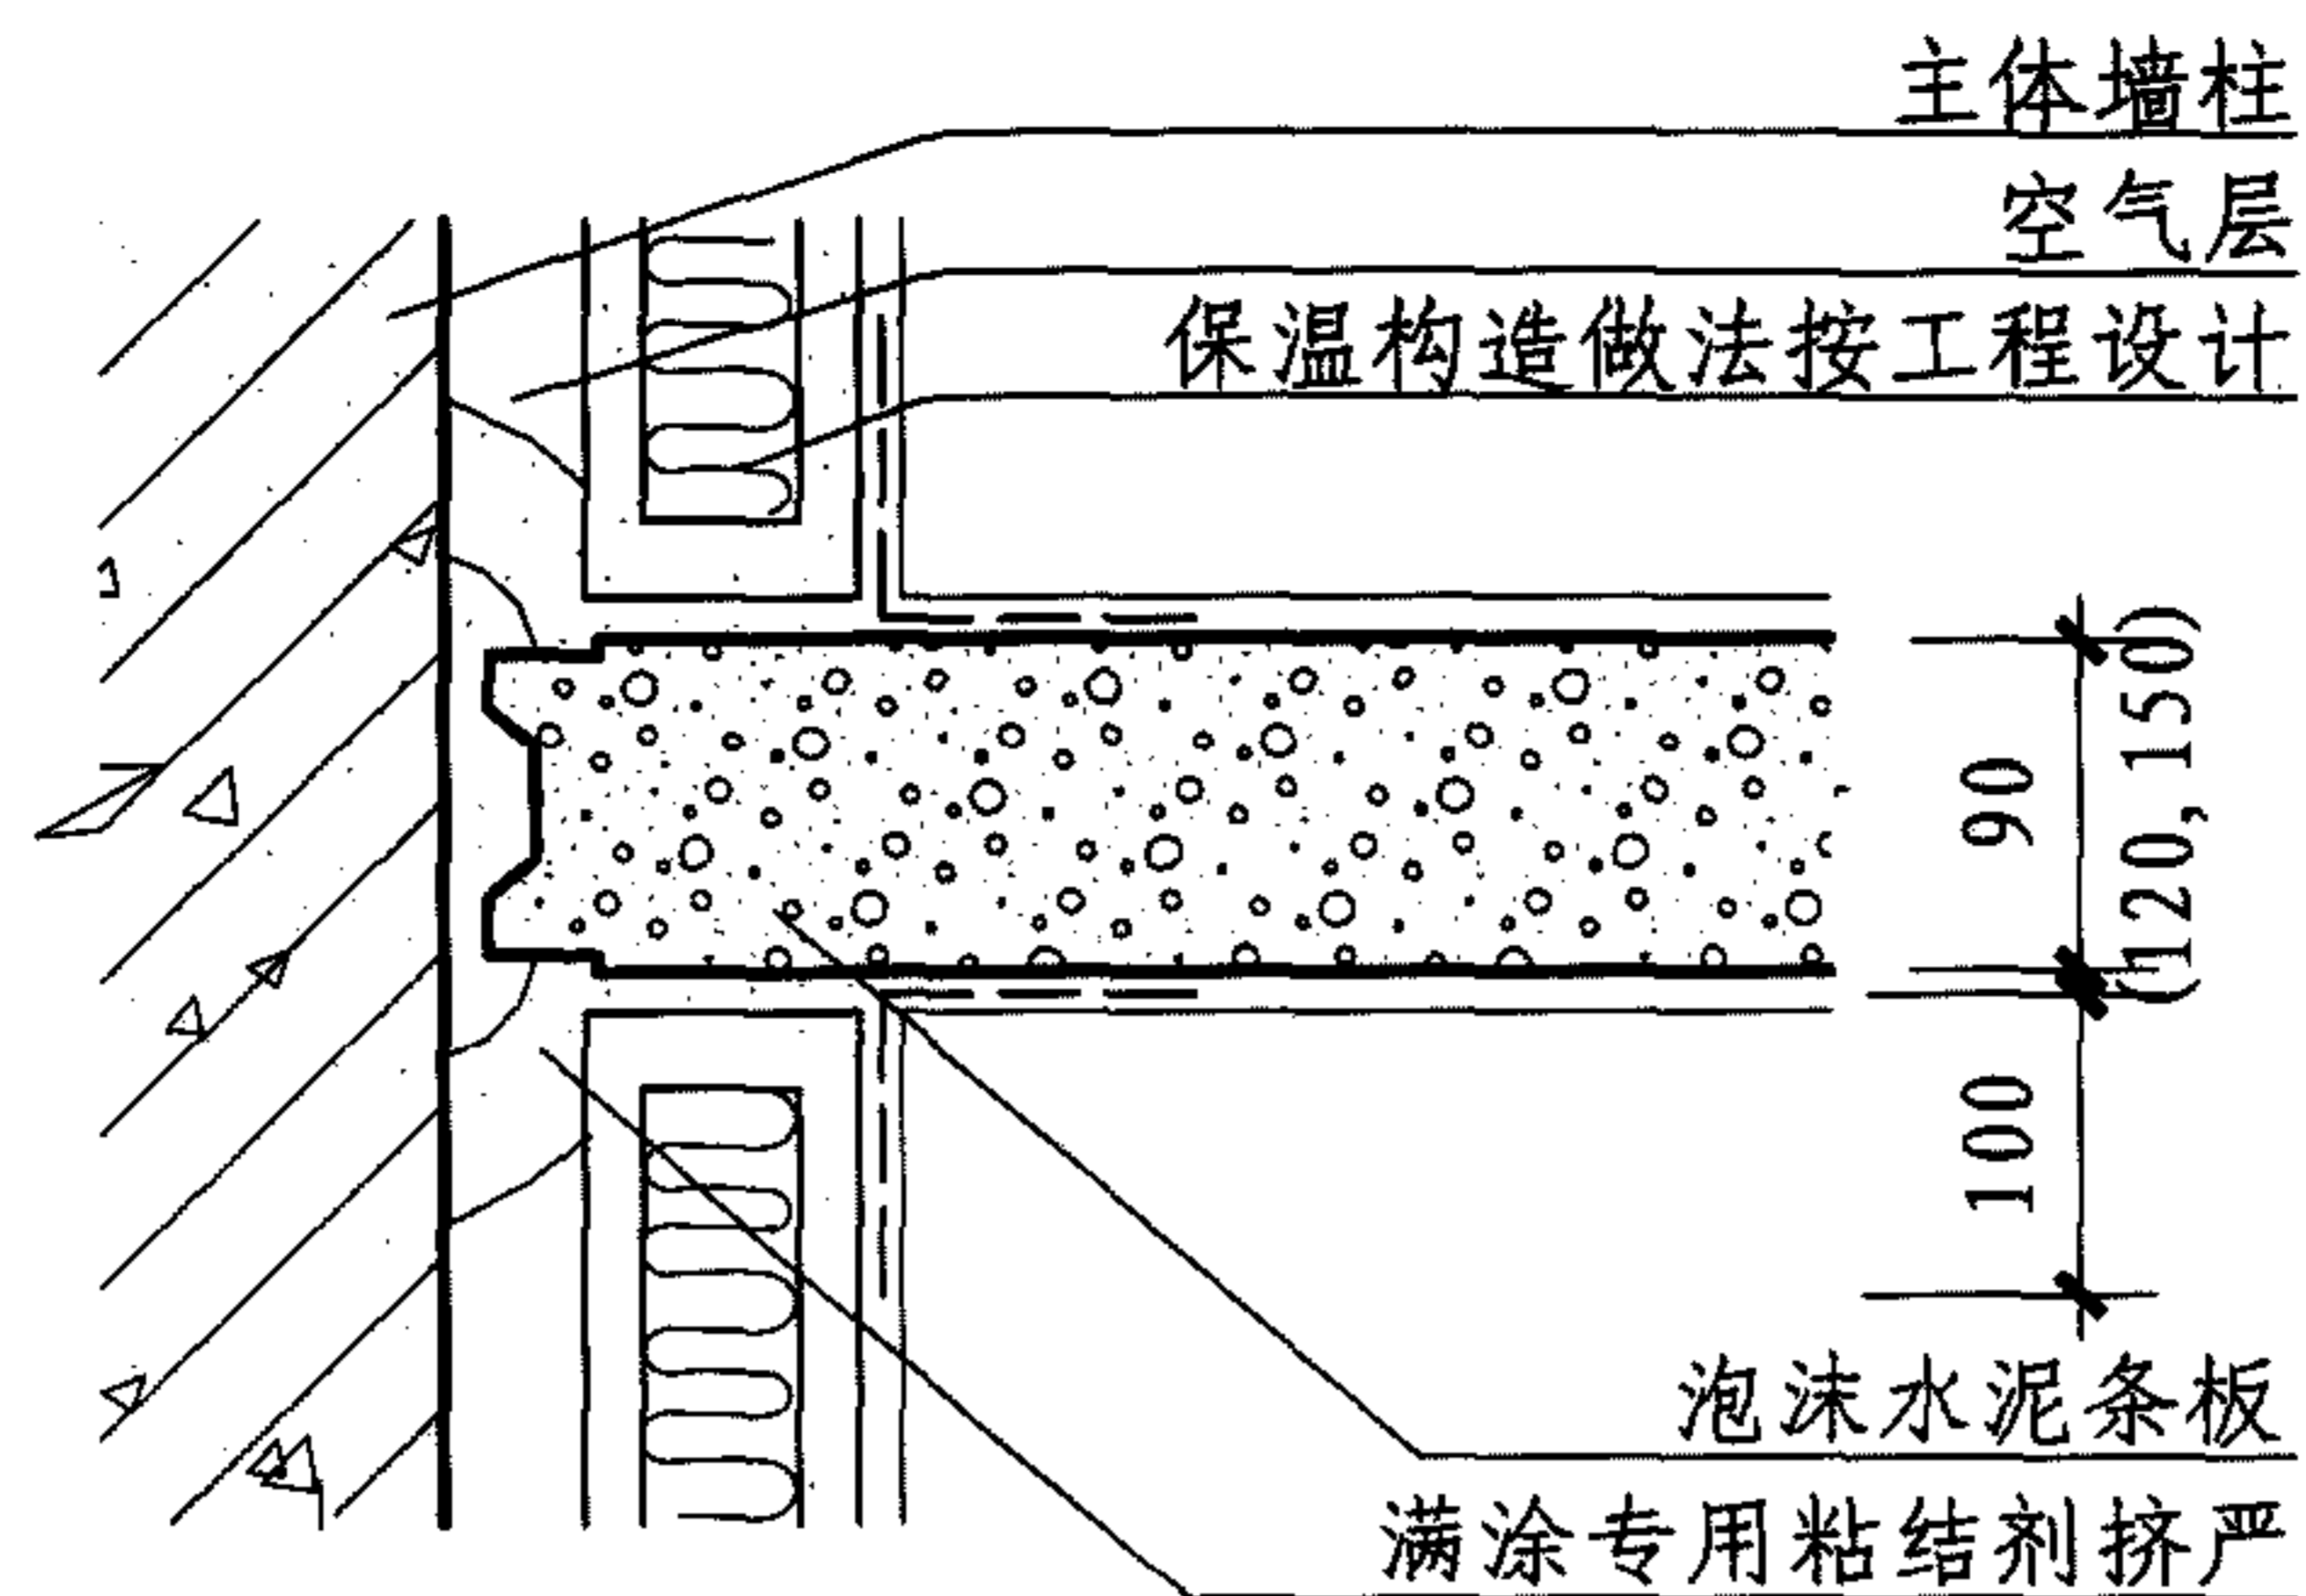 主体墙柱
空气层
保温构造做法按工程设计
90
(120,150)
100
泡沫水泥条板
满涂专用粘结剂挤严